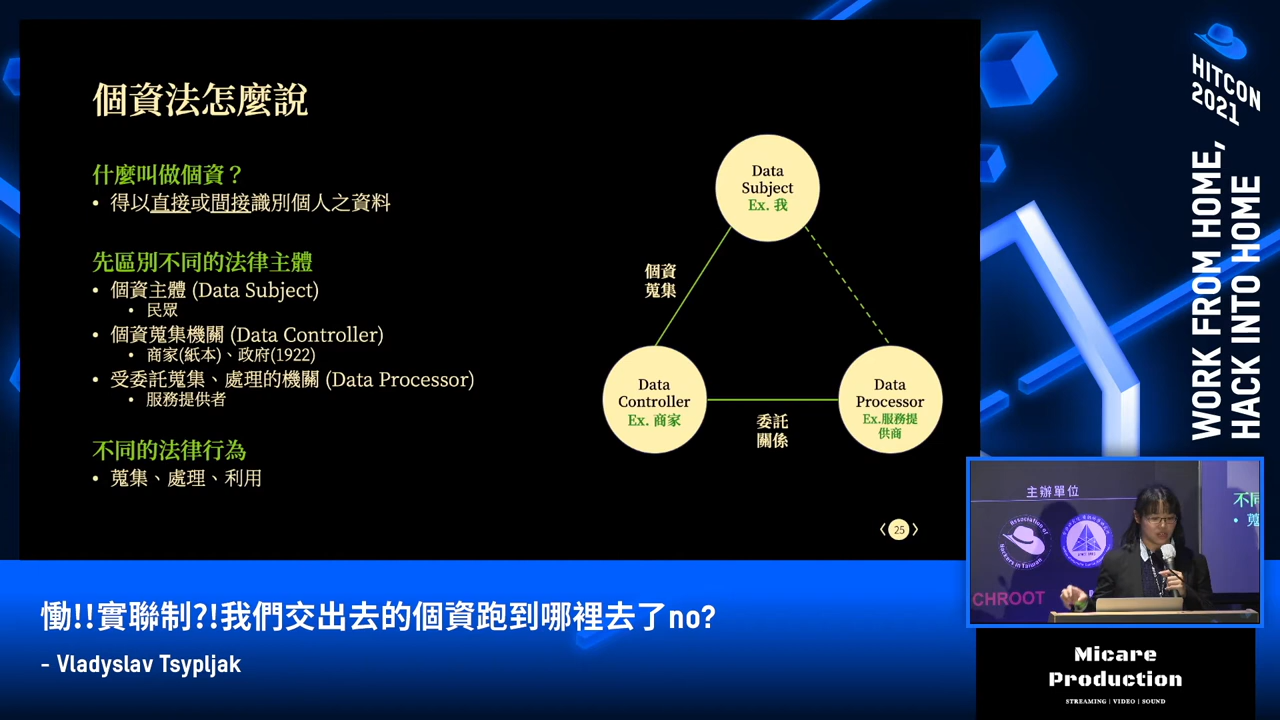 個資法怎麼說
什麼叫做個資？
• 得以直接或間接識別個人之資料
先區別不同的法律主體
• 個資主體 (Data Subject)
• 民眾
• 個資蒐集機關 (Data Controller)
• 商家(紙本)、政府(1922)
• 受委託蒐集、處理的機關 (Data Processor)
• 服務提供者
不同的法律行為
• 蒐集、處理、利用
Data
Subject
Ex. 我
個資
蒐集
Data
Controller
Ex. 商家
委託
關係
Data
Processor
Ex.服務提
供商
25
HITCON
2021
WORK FROM HOME,
HACK INTO HOME
主辦單位
Association of
Hackers in Taiwan
CHROOT
不同
• 蒐
慟!!實聯制?!我們交出去的個資跑到哪裡去了no?
- Vladyslav Tsypljak
Micare
Production
STREAMING | VIDEO | SOUND